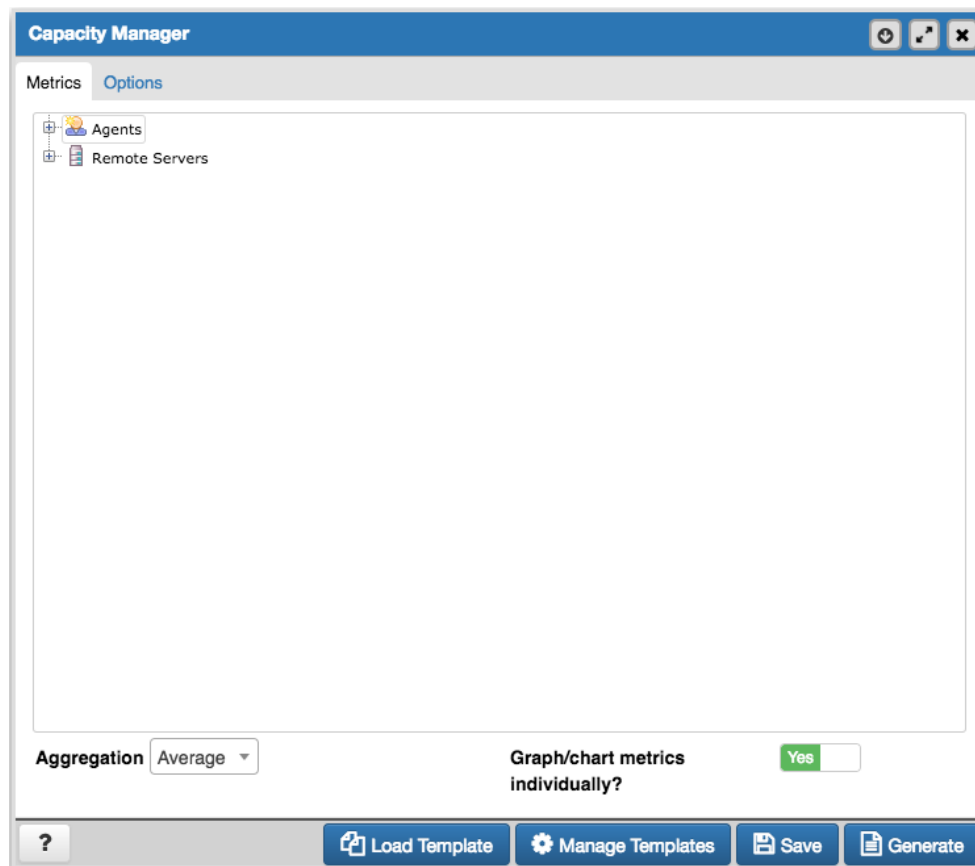 Capacity Manager
Metrics Options
Agents
Remote Servers
Aggregation Average Graph/chart metrics individually? Yes
? Load Template Manage Templates Save Generate